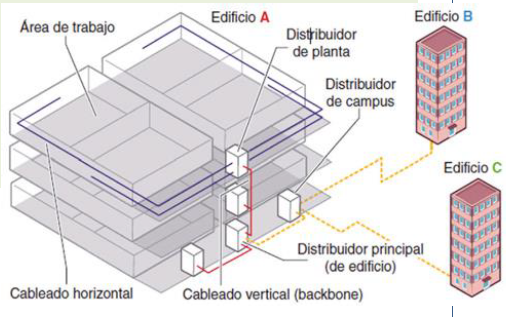 Edificio A
Edificio B
Área de trabajo
Distribuidor
de planta
Distribuidor
de campus
Edificio C
Distribuidor principal
(de edificio)
Cableado horizontal
Cableado vertical (backbone)